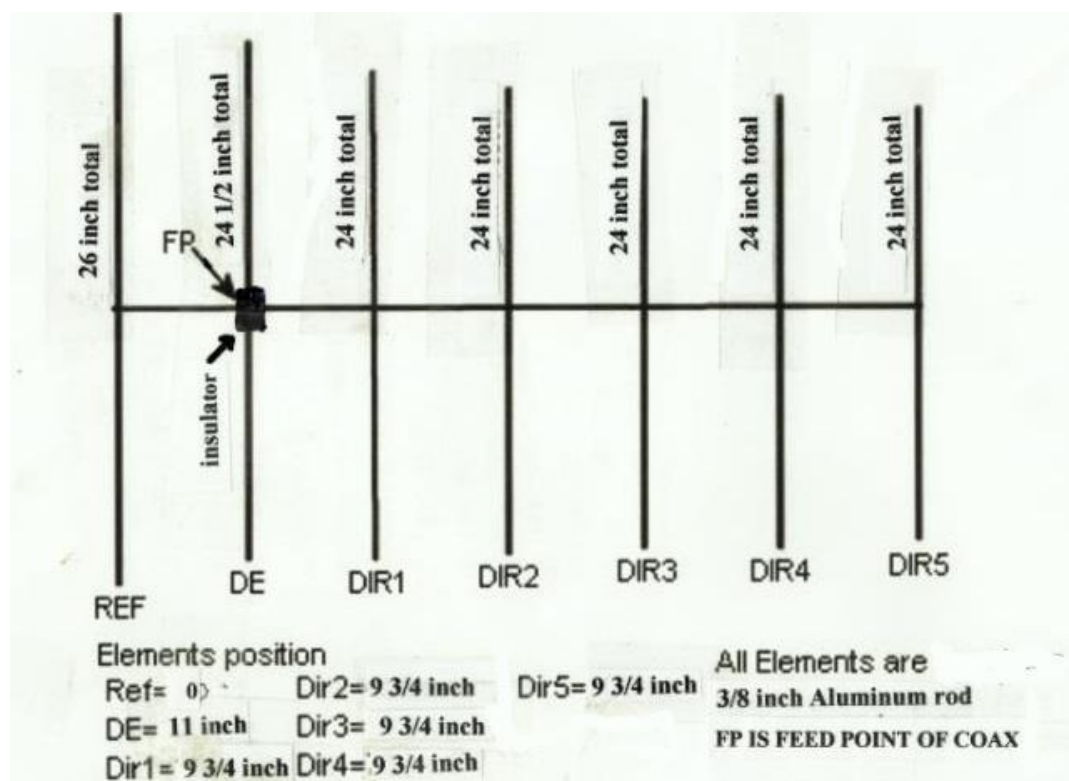 26 inch total
24 1/2 inch total
24 inch total
24 inch total
24 inch total
24 inch total
24 inch total
FP
insulator
REF
DE
DIR1
DIR2
DIR3
DIR4
DIR5
Elements position
Ref= 0
DE= 11 inch
Dir1= 9 3/4 inch
Dir2= 9 3/4 inch
Dir3= 9 3/4 inch
Dir4= 9 3/4 inch
Dir5= 9 3/4 inch
All Elements are
3/8 inch Aluminum rod
FP IS FEED POINT OF COAX